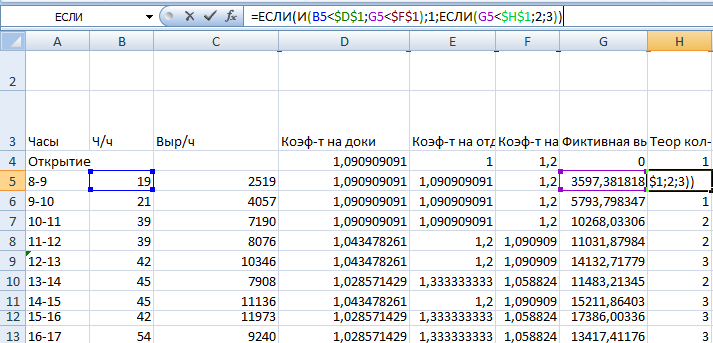 ЕСЛИ =ЕСЛИ(И(B5<$D$1;G5<$F$1);1;ЕСЛИ(G5<$H$1;2;3))
A B C D E F G H
2
3 Часы Ч/ч Выр/ч Коэф-т на доки Коэф-т на отд Коэф-т на Фиктивная вы Теор кол-
4 Открытие 1,090909091 1 1,2 0 1
5 8-9 19 2519 1,090909091 1,090909091 1,2 3597,381818 $1;2;3))
6 9-10 21 4057 1,090909091 1,090909091 1,2 5793,798347 1
7 10-11 39 7190 1,090909091 1,090909091 1,2 10268,03306 2
8 11-12 39 8076 1,043478261 1,2 1,090909 11031,87984 2
9 12-13 42 10346 1,043478261 1,2 1,090909 14132,71779 3
10 13-14 45 7908 1,028571429 1,333333333 1,058824 11483,21345 2
11 14-15 45 11136 1,043478261 1,2 1,090909 15211,86403 3
12 15-16 42 11973 1,028571429 1,333333333 1,058824 17386,00336 3
13 16-17 54 9240 1,028571429 1,333333333 1,058824 13417,41176 3